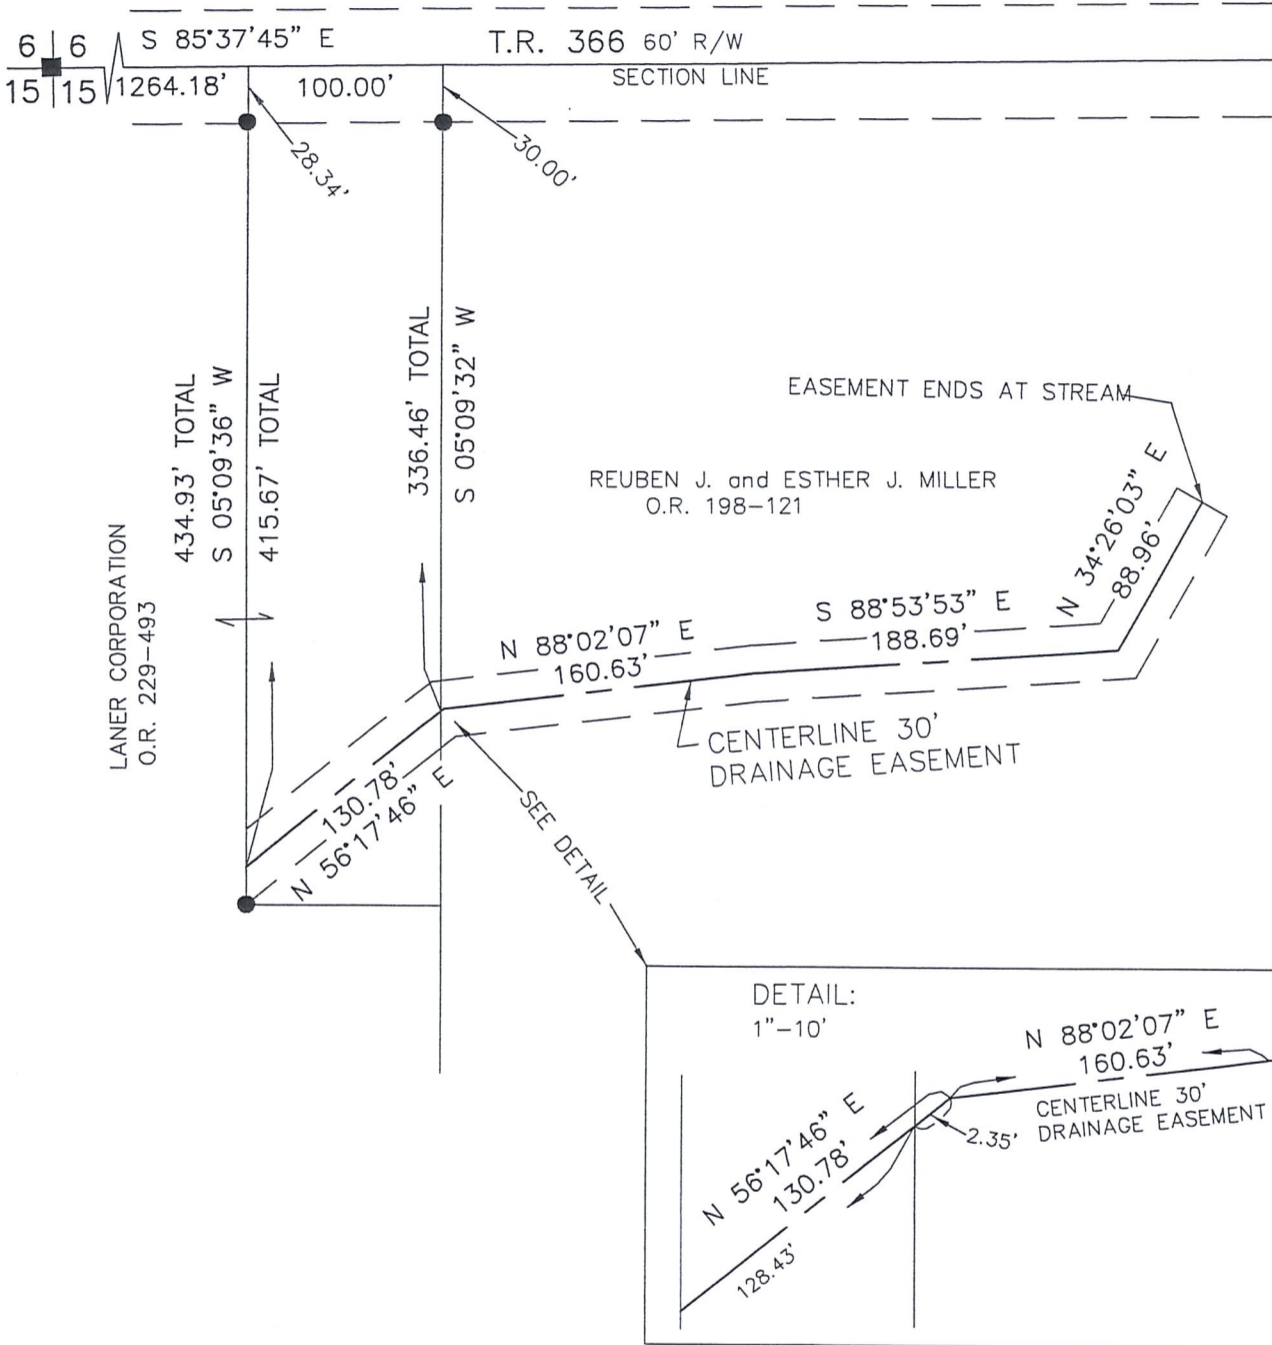 6 6
15 15
S 85°37'45" E
T.R. 366 60' R/W
1264.18'
100.00'
SECTION LINE
28.34'
30.00'
434.93' TOTAL
S 05°09'36" W
415.67' TOTAL
336.46' TOTAL
S 05°09'32" W
EASEMENT ENDS AT STREAM
REUBEN J. and ESTHER J. MILLER
O.R. 198-121
LANER CORPORATION
O.R. 229-493
N 34°26'03" E
88.96'
S 88°53'53" E
188.69'
N 88°02'07" E
160.63'
CENTERLINE 30'
DRAINAGE EASEMENT
130.78'
N 56°17'46" E
SEE DETAIL
DETAIL:
1"-10'
N 88°02'07" E
160.63'
CENTERLINE 30'
DRAINAGE EASEMENT
2.35'
N 56°17'46" E
130.78'
128.43'